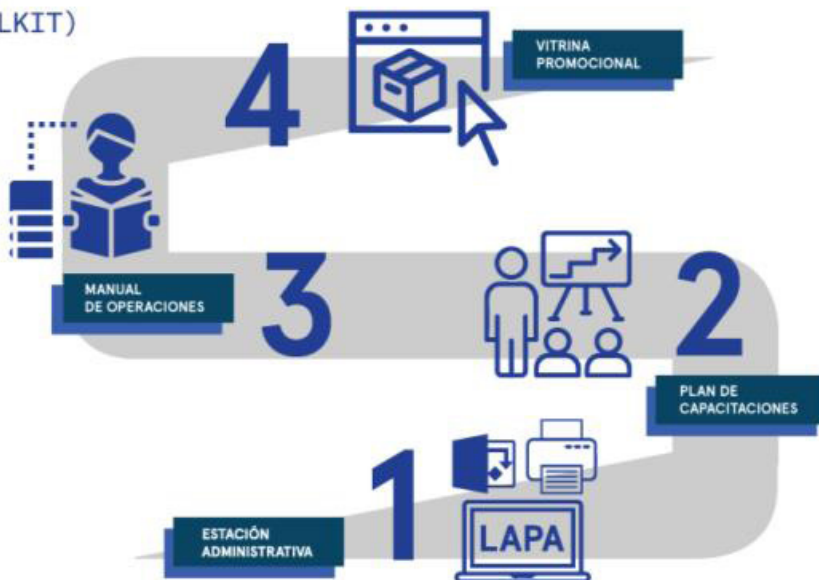 LKIT)
4
VITRINA
PROMOCIONAL
MANUAL
DE OPERACIONES
3
2
PLAN DE
CAPACITACIONES
1
LAPA
ESTACIÓN
ADMINISTRATIVA